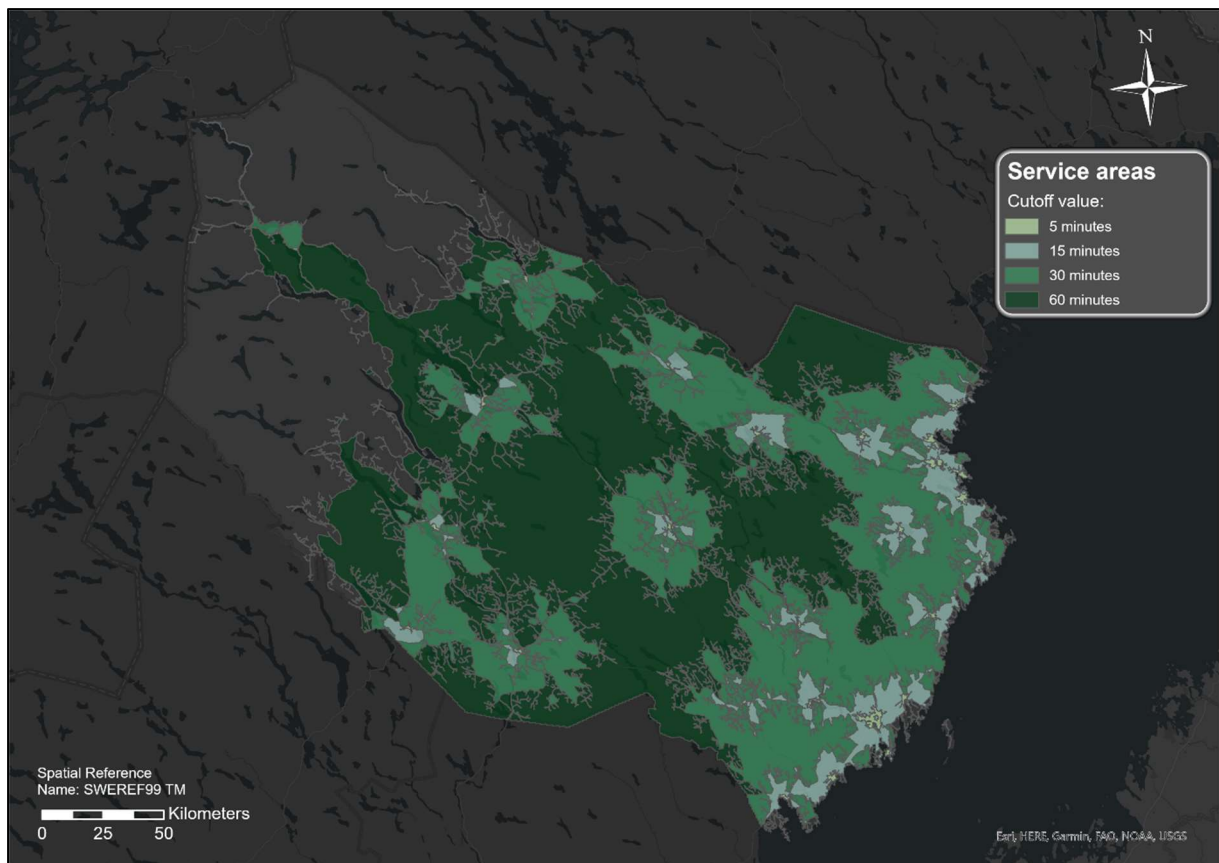 N
Service areas
Cutoff value:
5 minutes
15 minutes
30 minutes
60 minutes
Spatial Reference
Name: SWEREF99 TM
Kilometers
0 25 50
Esri, HERE, Garmin, FAO, NOAA, USGS